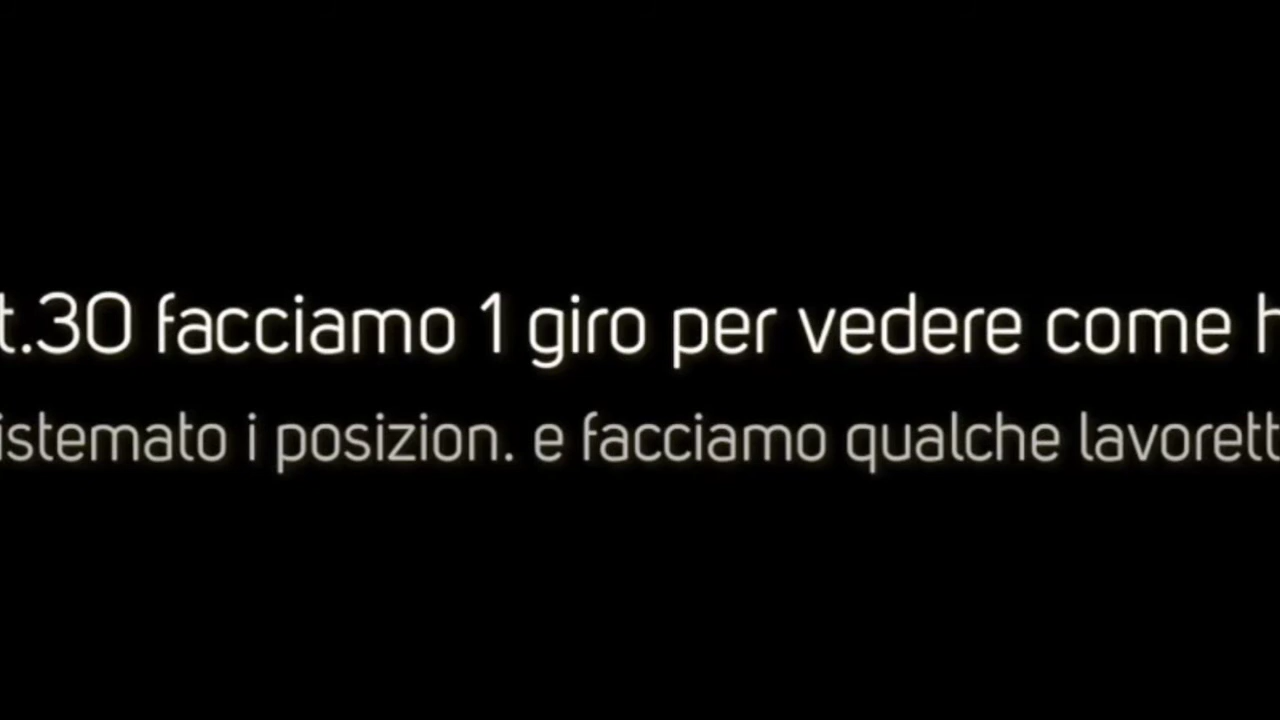 t.30 facciamo 1 giro per vedere come h
istemato i posizion. e facciamo qualche lavorett